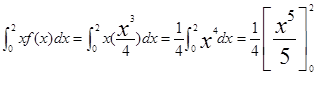 ∫₀² xf(x)dx = ∫₀² x(x³/4)dx = 1/4 ∫₀² x⁴dx = 1/4 [x⁵/5]₀²